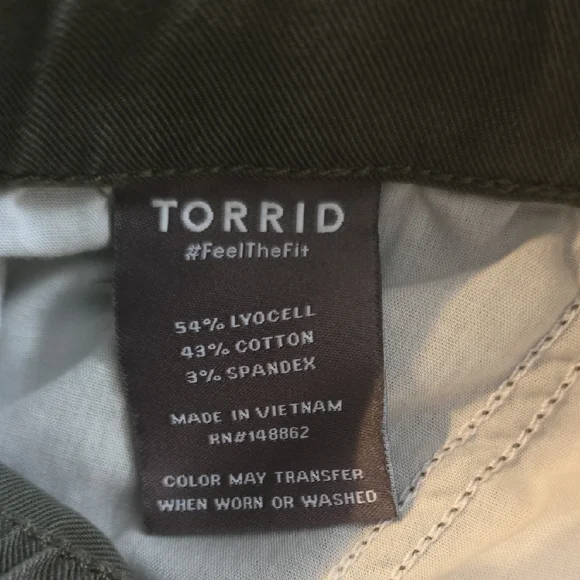 TORRID
#FeelTheFit
54% LYOCELL
43% COTTON
3% SPANDEX
MADE IN VIETNAM
RN#148862
COLOR MAY TRANSFER
WHEN WORN OR WASHED